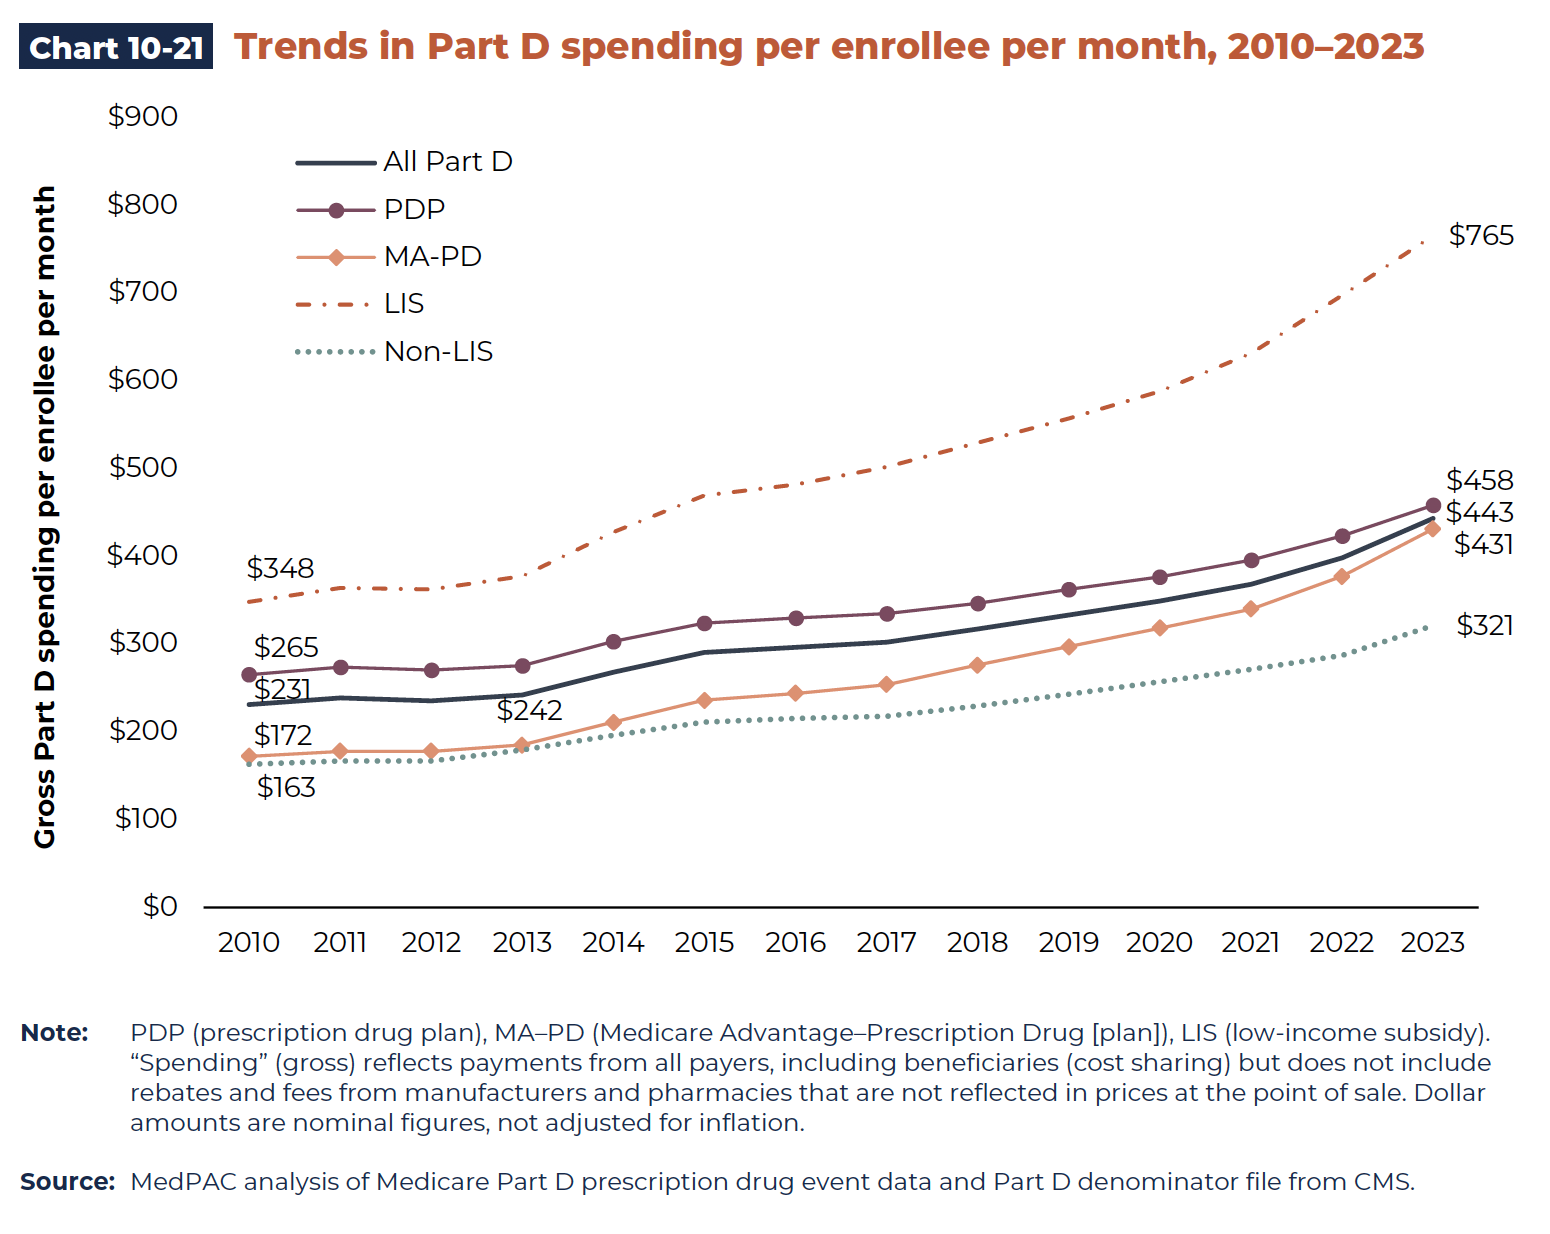 Chart 10-21 Trends in Part D spending per enrollee per month, 2010–2023
Gross Part D spending per enrollee per month
$900
$800
$700
$600
$500
$400
$300
$200
$100
$0
All Part D
PDP
MA-PD
LIS
Non-LIS
$348
$265
$231
$172
$163
$242
$765
$458
$443
$431
$321
2010 2011 2012 2013 2014 2015 2016 2017 2018 2019 2020 2021 2022 2023
Note: PDP (prescription drug plan), MA–PD (Medicare Advantage–Prescription Drug [plan]), LIS (low-income subsidy).
“Spending” (gross) reflects payments from all payers, including beneficiaries (cost sharing) but does not include
rebates and fees from manufacturers and pharmacies that are not reflected in prices at the point of sale. Dollar
amounts are nominal figures, not adjusted for inflation.
Source: MedPAC analysis of Medicare Part D prescription drug event data and Part D denominator file from CMS.